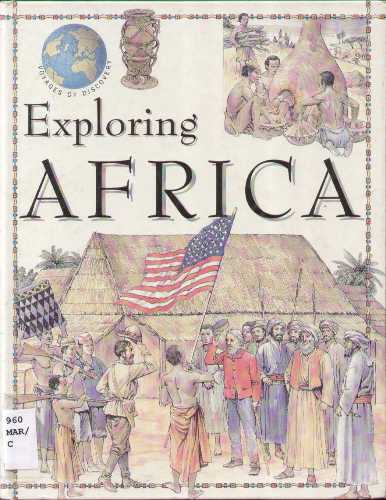 VOYAGES OF DISCOVERY
Exploring
AFRICA
960
MAR/
C